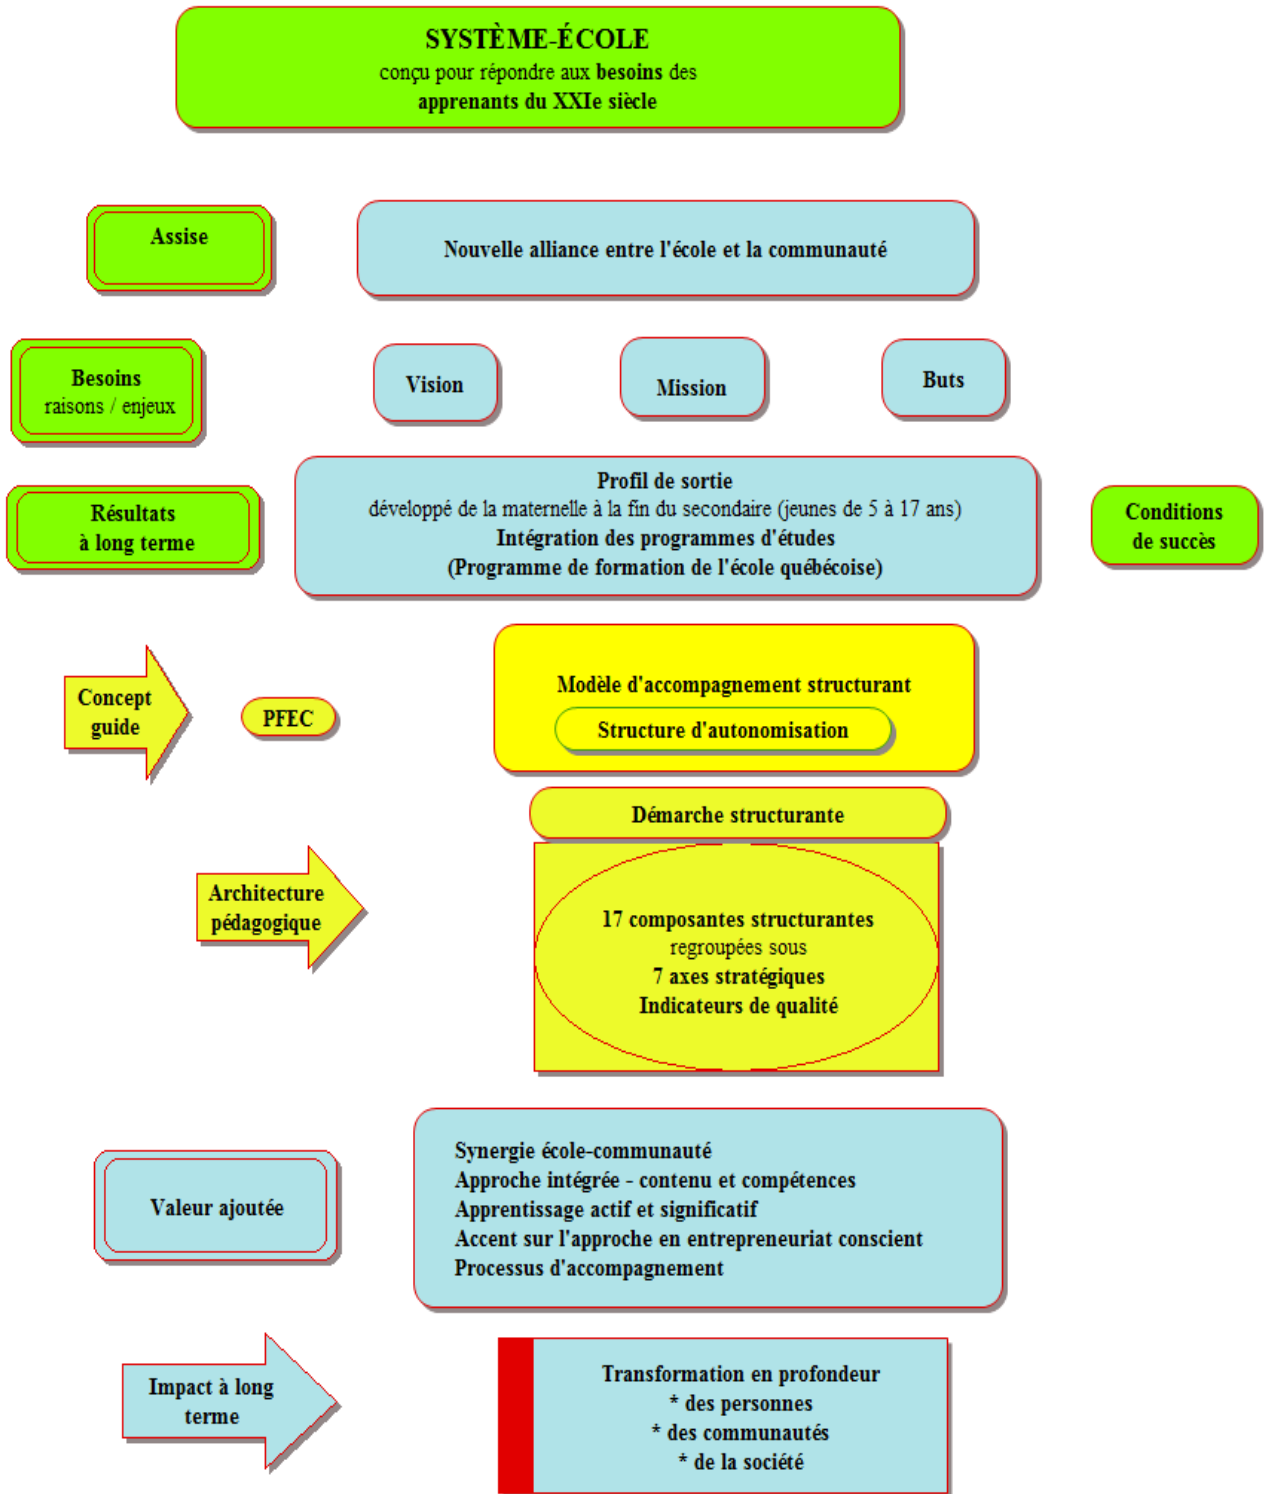 SYSTÈME-ÉCOLE
conçu pour répondre aux besoins des
apprenants du XXIe siècle
Assise
Nouvelle alliance entre l'école et la communauté
Besoins
raisons / enjeux
Vision
Mission
Buts
Résultats
à long terme
Profil de sortie
développé de la maternelle à la fin du secondaire (jeunes de 5 à 17 ans)
Intégration des programmes d'études
(Programme de formation de l'école québécoise)
Conditions
de succès
Concept
guide
PFEC
Modèle d'accompagnement structurant
Structure d'autonomisation
Démarche structurante
Architecture
pédagogique
17 composantes structurantes
regroupées sous
7 axes stratégiques
Indicateurs de qualité
Valeur ajoutée
Synergie école-communauté
Approche intégrée - contenu et compétences
Apprentissage actif et significatif
Accent sur l'approche en entrepreneuriat conscient
Processus d'accompagnement
Impact à long
terme
Transformation en profondeur
* des personnes
* des communautés
* de la société